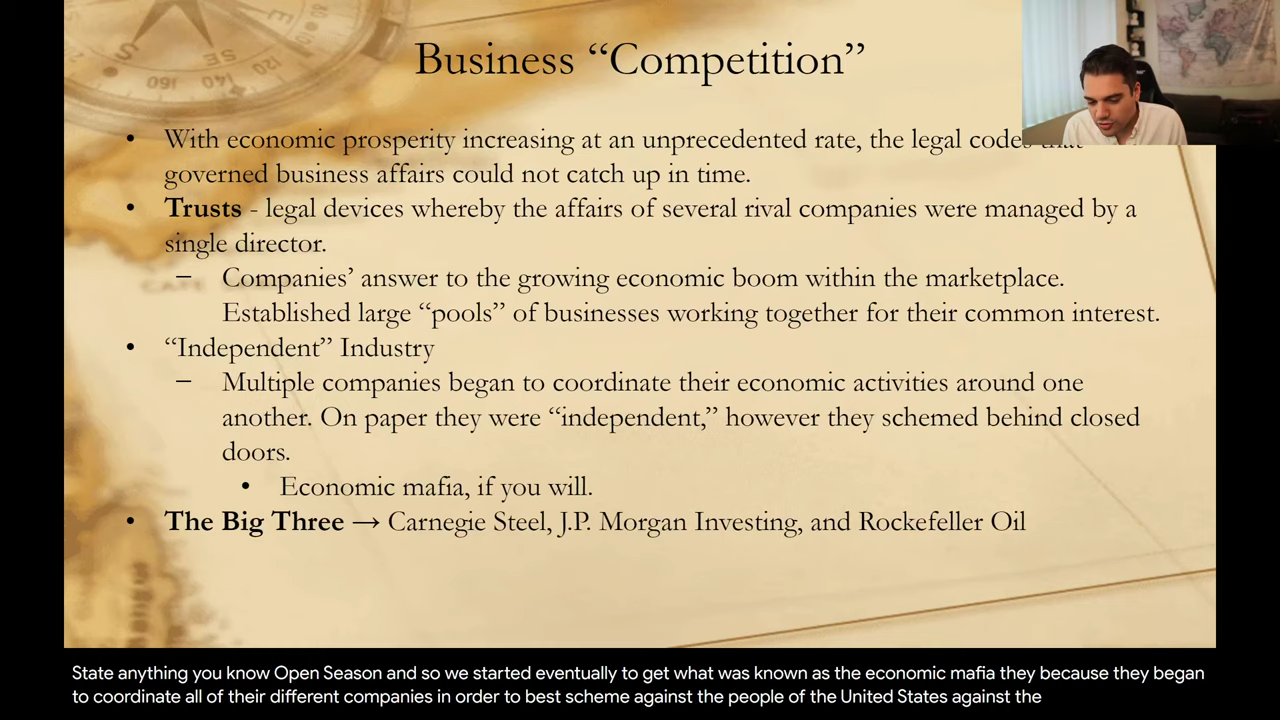 Business “Competition”
• With economic prosperity increasing at an unprecedented rate, the legal codes
governed business affairs could not catch up in time.
• Trusts - legal devices whereby the affairs of several rival companies were managed by a
single director.
– Companies’ answer to the growing economic boom within the marketplace.
Established large “pools” of businesses working together for their common interest.
• “Independent” Industry
– Multiple companies began to coordinate their economic activities around one
another. On paper they were “independent,” however they schemed behind closed
doors.
• Economic mafia, if you will.
• The Big Three → Carnegie Steel, J.P. Morgan Investing, and Rockefeller Oil
State anything you know Open Season and so we started eventually to get what was known as the economic mafia they because they began
to coordinate all of their different companies in order to best scheme against the people of the United States against the